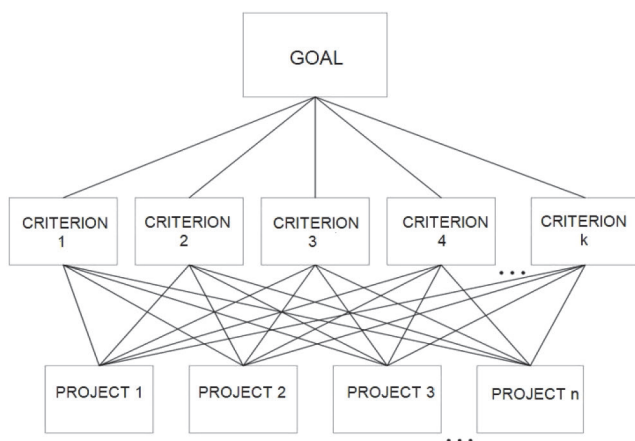 GOAL
CRITERION
1
CRITERION
2
CRITERION
3
CRITERION
4
CRITERION
k
...
PROJECT 1
PROJECT 2
PROJECT 3
PROJECT n
...